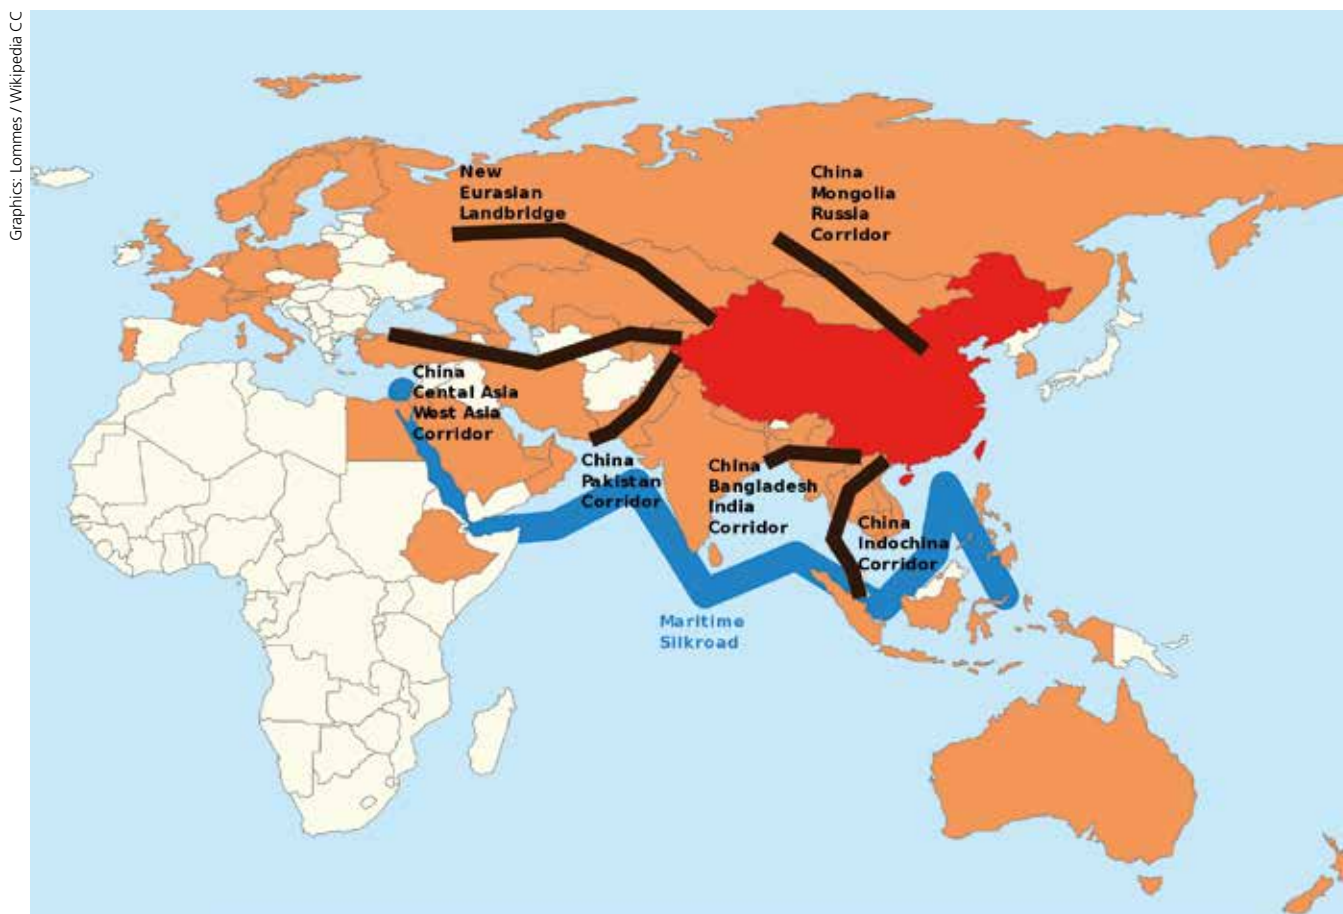 Graphics: Lommes / Wikipedia CC
New
Eurasian
Landbridge
China
Mongolia
Russia
Corridor
China
Cental Asia
West Asia
Corridor
China
Pakistan
Corridor
China
Bangladesh
India
Corridor
China
Indochina
Corridor
Maritime
Silkroad